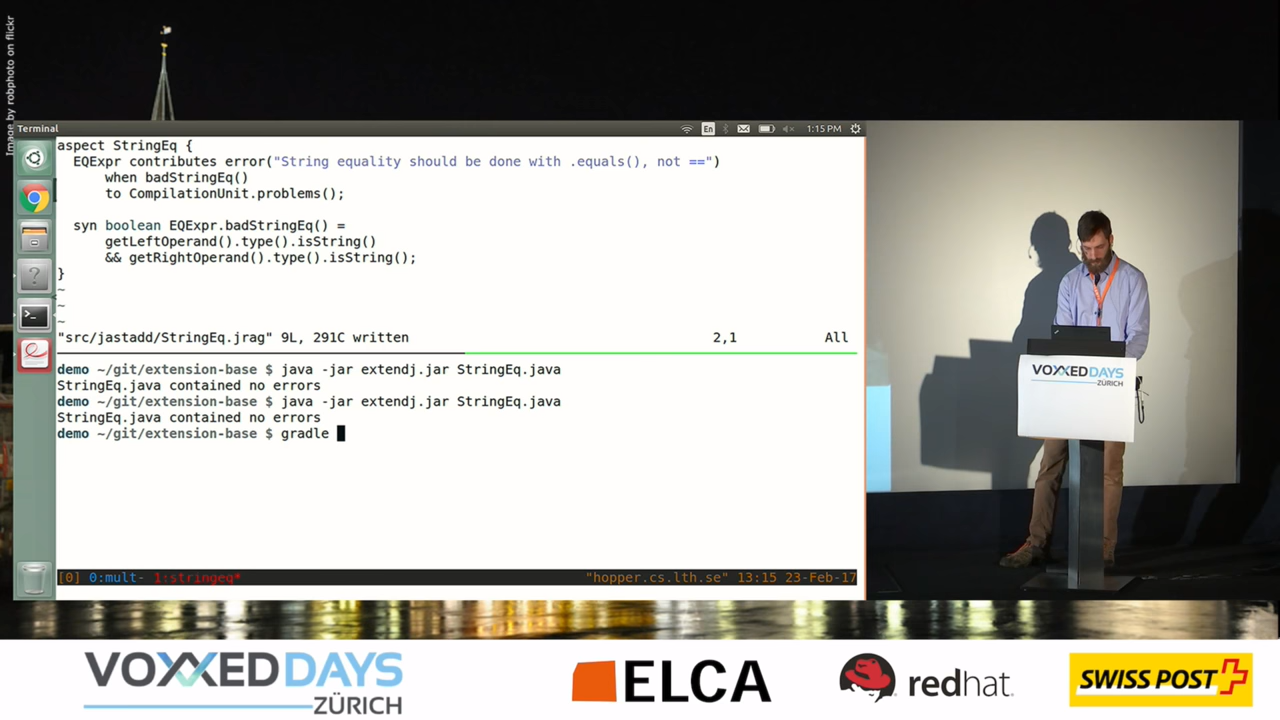 Image by robphoto on flickr
Terminal
En
1:15 PM
aspect StringEq {
EQExpr contributes error("String equality should be done with .equals(), not ==")
when badStringEq()
to CompilationUnit.problems();
syn boolean EQExpr.badStringEq() =
getLeftOperand().type().isString()
&& getRightOperand().type().isString();
}
~
~
~
"src/jastadd/StringEq.jrag" 9L, 291C written 2,1 All
demo ~/git/extension-base $ java -jar extendj.jar StringEq.java
StringEq.java contained no errors
demo ~/git/extension-base $ java -jar extendj.jar StringEq.java
StringEq.java contained no errors
demo ~/git/extension-base $ gradle
[0] 0:mult- 1:stringeq* "hopper.cs.lth.se" 13:15 23-Feb-17
VOXXEDDAYS
ZÜRICH
VOXXEDDAYS
ZÜRICH
ELCA
redhat.
SWISS POST